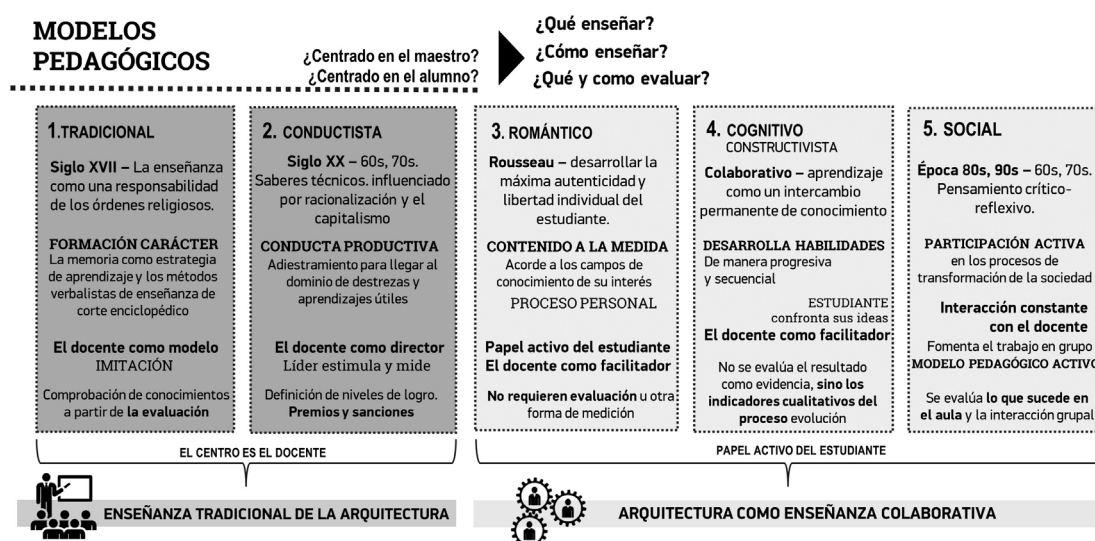 MODELOS
PEDAGÓGICOS
¿Centrado en el maestro?
¿Centrado en el alumno?
¿Qué enseñar?
¿Cómo enseñar?
¿Qué y como evaluar?
1.TRADICIONAL
Siglo XVII – La enseñanza
como una responsabilidad
de los órdenes religiosos.
FORMACIÓN CARÁCTER
La memoria como estrategia
de aprendizaje y los métodos
verbalistas de enseñanza de
corte enciclopédico
El docente como modelo
IMITACIÓN
Comprobación de conocimientos
a partir de la evaluación
2. CONDUCTISTA
Siglo XX – 60s, 70s.
Saberes técnicos. influenciado
por racionalización y el
capitalismo
CONDUCTA PRODUCTIVA
Adiestramiento para llegar al
dominio de destrezas y
aprendizajes útiles
El docente como director
Líder estimula y mide
Definición de niveles de logro.
Premios y sanciones
3. ROMÁNTICO
Rousseau – desarrollar la
máxima autenticidad y
libertad individual del
estudiante.
CONTENIDO A LA MEDIDA
Acorde a los campos de
conocimiento de su interés
PROCESO PERSONAL
Papel activo del estudiante
El docente como facilitador
No requieren evaluación u otra
forma de medición
4. COGNITIVO
CONSTRUCTIVISTA
Colaborativo – aprendizaje
como un intercambio
permanente de conocimiento
DESARROLLA HABILIDADES
De manera progresiva
y secuencial
ESTUDIANTE
confronta sus ideas
El docente como facilitador
No se evalúa el resultado
como evidencia, sino los
indicadores cualitativos del
proceso evolución
5. SOCIAL
Época 80s, 90s – 60s, 70s.
Pensamiento crítico-
reflexivo.
PARTICIPACIÓN ACTIVA
en los procesos de
transformación de la sociedad
Interacción constante
con el docente
Fomenta el trabajo en grupo
MODELO PEDAGÓGICO ACTIVO
Se evalúa lo que sucede en
el aula y la interacción grupal
EL CENTRO ES EL DOCENTE
PAPEL ACTIVO DEL ESTUDIANTE
ENSEÑANZA TRADICIONAL DE LA ARQUITECTURA
ARQUITECTURA COMO ENSEÑANZA COLABORATIVA